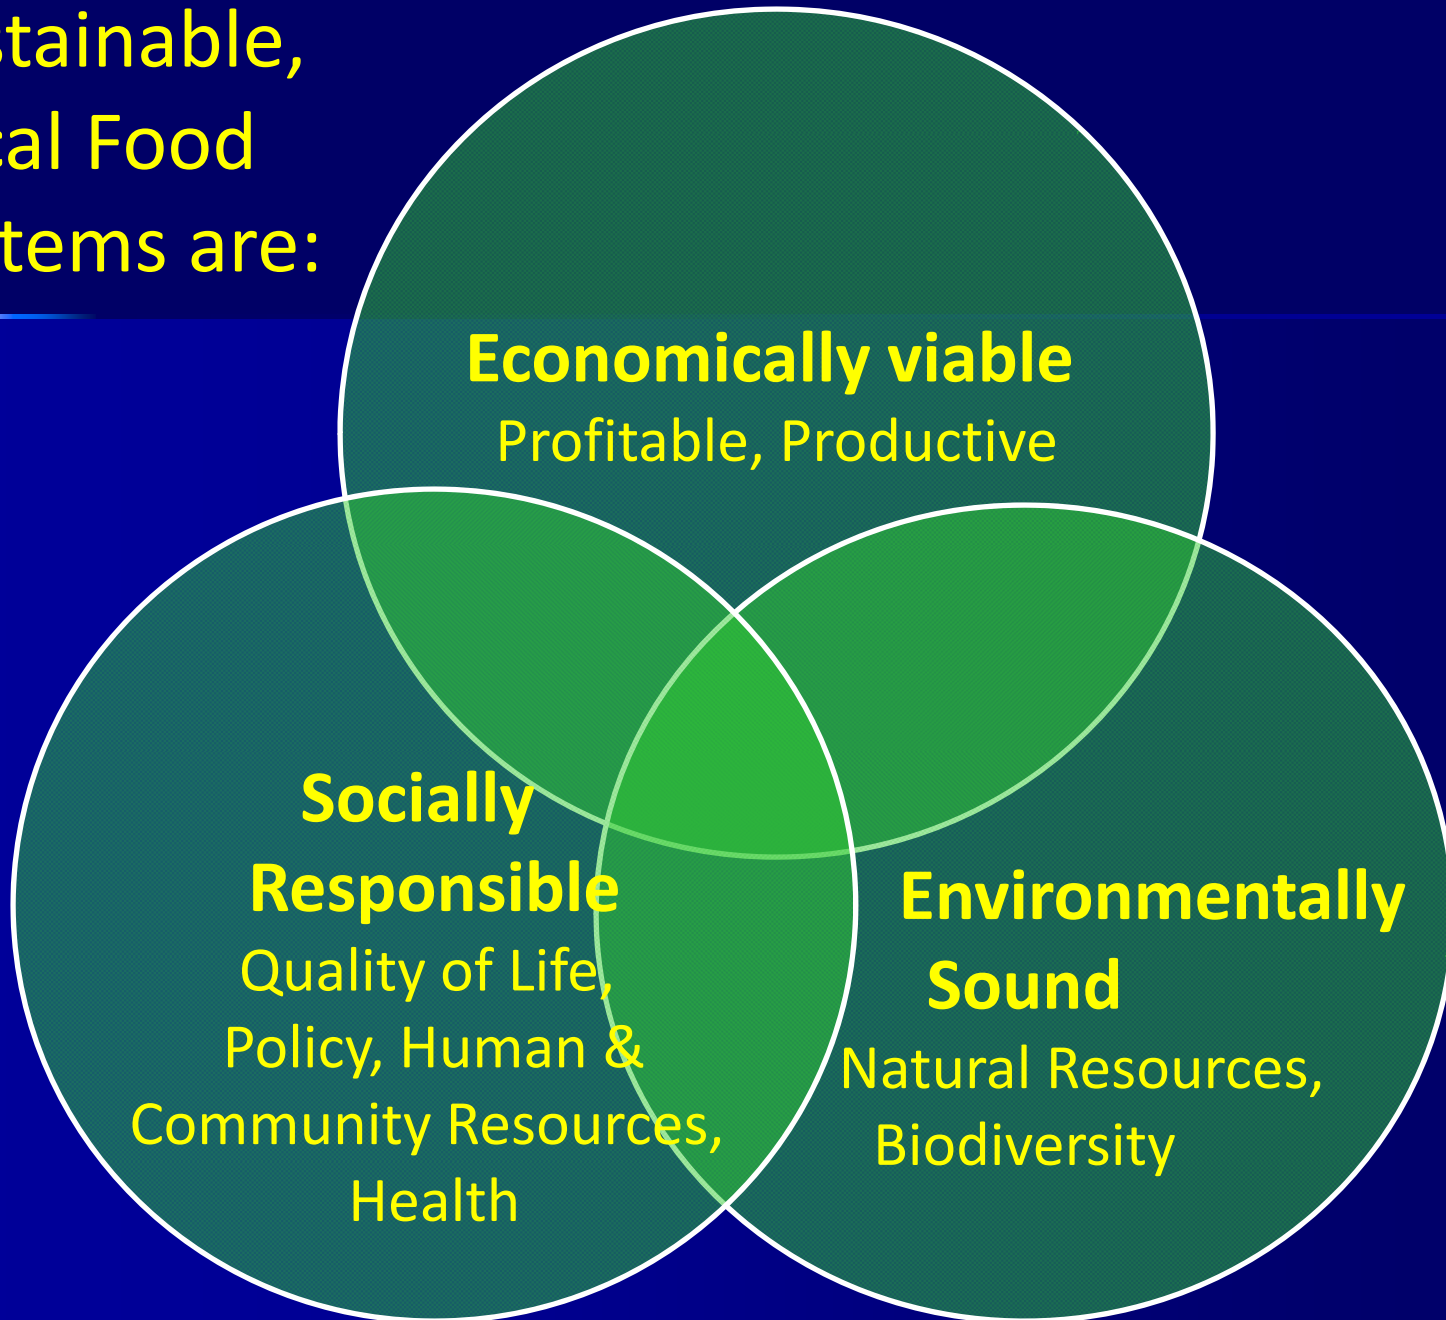 stainable,
cal Food
tems are:
Economically viable
Profitable, Productive
Socially
Responsible
Quality of Life,
Policy, Human &
Community Resources,
Health
Environmentally
Sound
Natural Resources,
Biodiversity